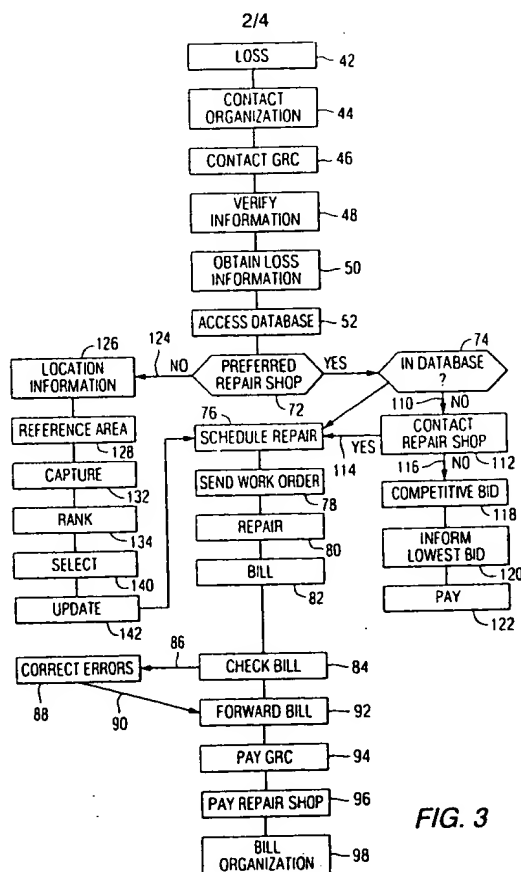 2/4
LOSS
42
CONTACT
ORGANIZATION
44
CONTACT GRC
46
VERIFY
INFORMATION
48
OBTAIN LOSS
INFORMATION
50
ACCESS DATABASE
52
126
124
LOCATION
INFORMATION
NO
PREFERRED
REPAIR SHOP
72
YES
74
IN DATABASE
?
110
NO
REFERENCE AREA
128
76
SCHEDULE REPAIR
YES
114
CONTACT
REPAIR SHOP
112
116
NO
CAPTURE
132
SEND WORK ORDER
78
COMPETITIVE BID
118
RANK
134
REPAIR
80
INFORM
LOWEST BID
120
SELECT
140
BILL
82
PAY
122
UPDATE
142
86
CORRECT ERRORS
88
90
CHECK BILL
84
FORWARD BILL
92
PAY GRC
94
PAY REPAIR SHOP
96
BILL
ORGANIZATION
98
FIG. 3